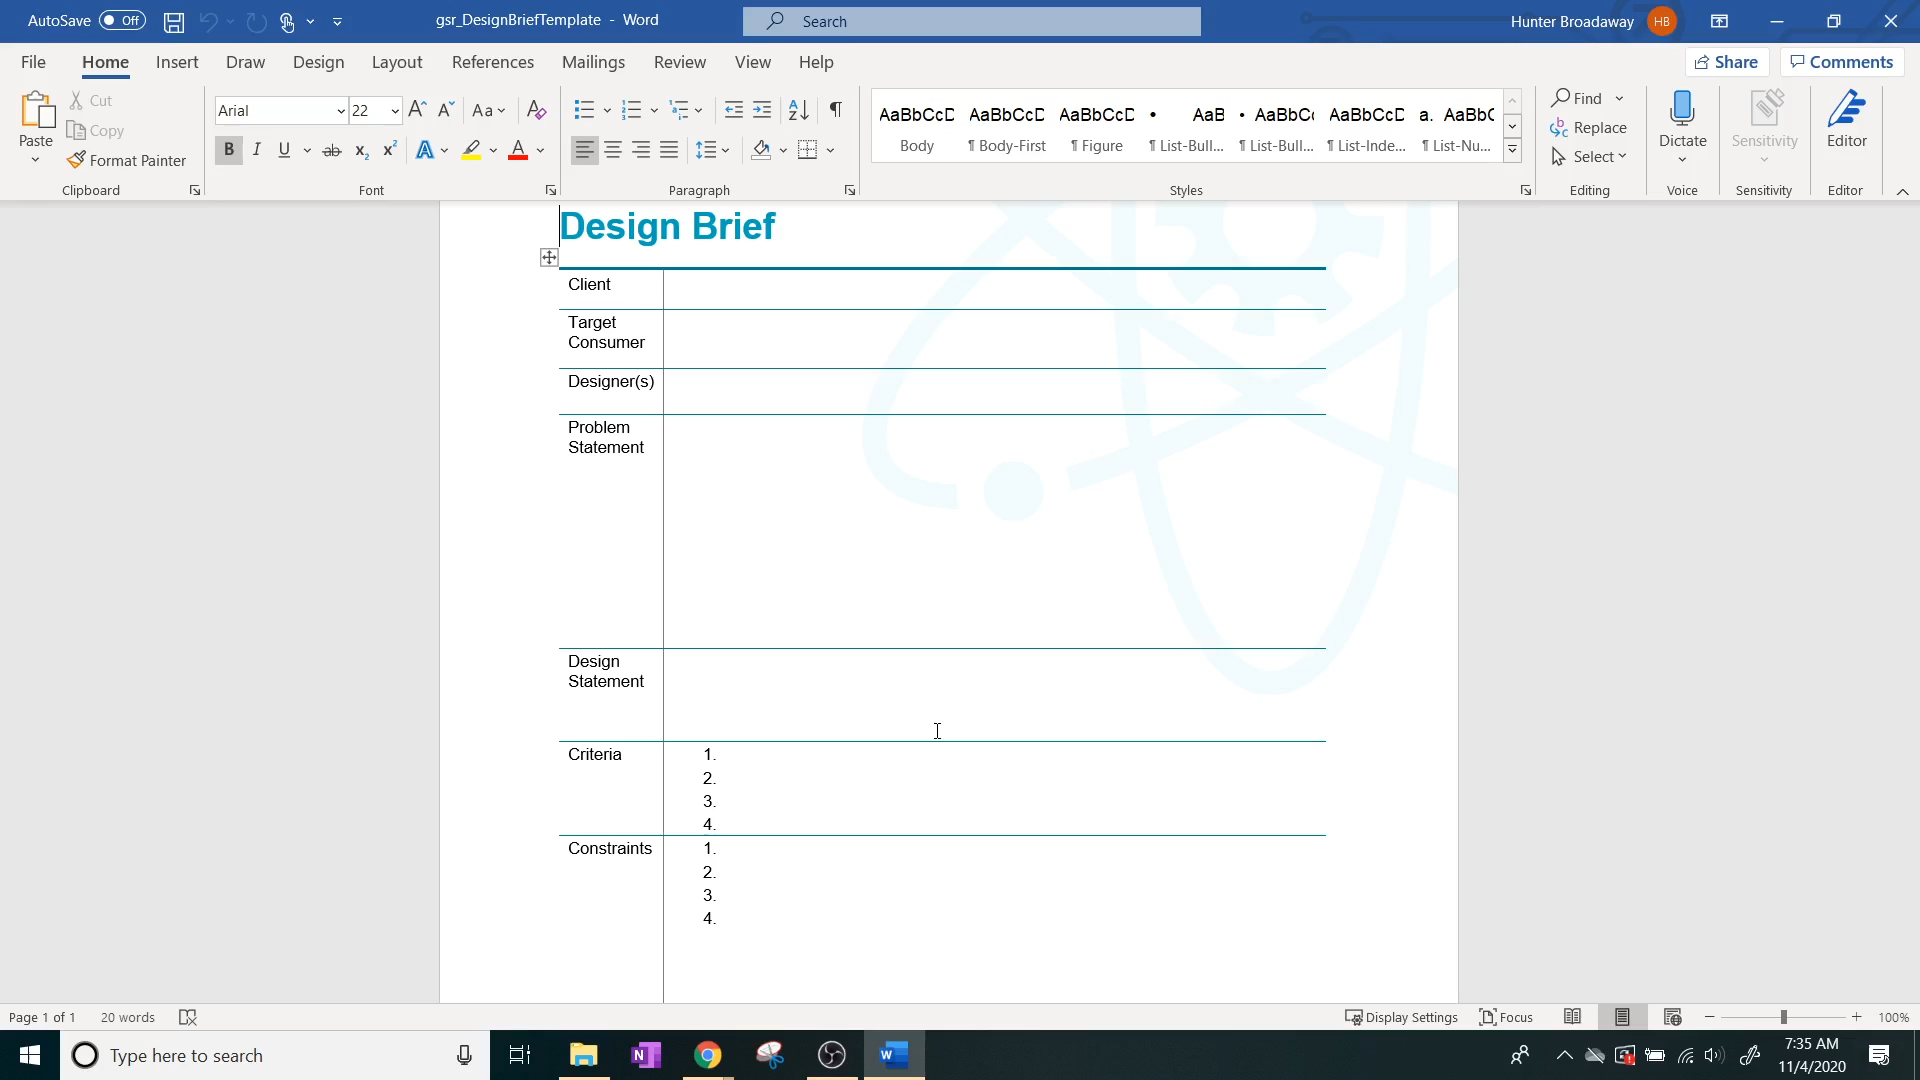 AutoSave Off gsr_DesignBriefTemplate - Word Search Hunter Broadaway HB
File Home Insert Draw Design Layout References Mailings Review View Help Share Comments
Paste Cut
Copy
Format Painter
Clipboard
Arial 22 A A Aa A
B I U ab x2 x2 A A
Font
Paragraph
AaBbCcD AaBbCcD AaBbCcD • AaB • AaBbC AaBbCcD a. AaBbC
Body ¶ Body-First ¶ Figure ¶ List-Bull... ¶ List-Bull... ¶ List-Inde... ¶ List-Nu...
Styles
Find
Replace
Select
Editing
Dictate
Voice
Sensitivity
Sensitivity
Editor
Editor
Design Brief
Client
Target
Consumer
Designer(s)
Problem
Statement
Design
Statement
Criteria
1.
2.
3.
4.
Constraints
1.
2.
3.
4.
Page 1 of 1 20 words Display Settings Focus 100%
Type here to search 7:35 AM
11/4/2020